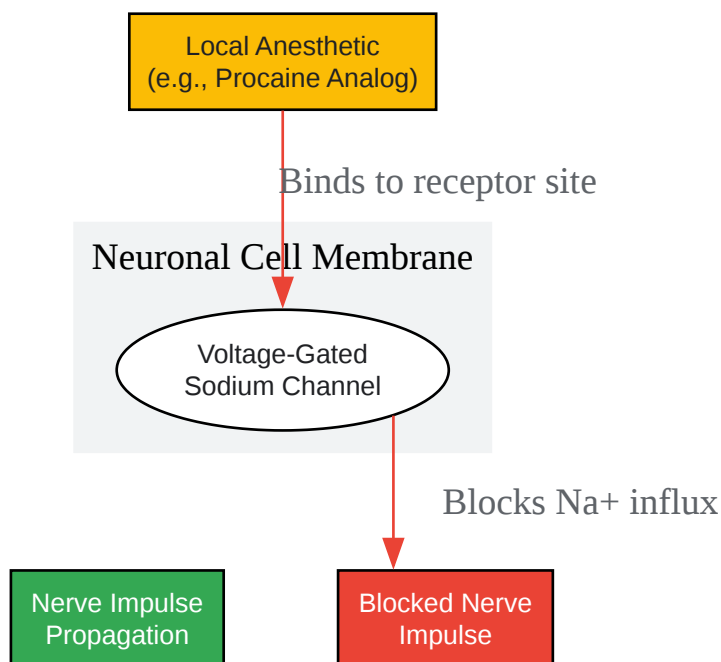 Local Anesthetic
(e.g., Procaine Analog)
Binds to receptor site
Neuronal Cell Membrane
Voltage-Gated
Sodium Channel
Blocks Na+ influx
Nerve Impulse
Propagation
Blocked Nerve
Impulse